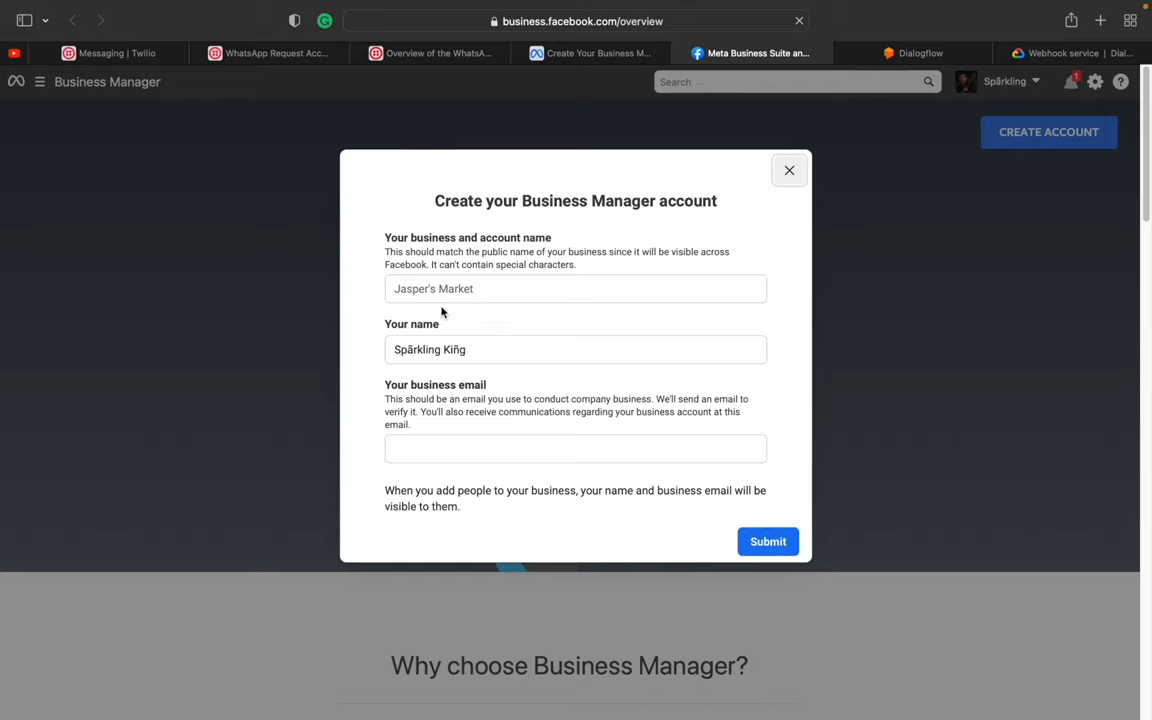 business.facebook.com/overview
Messaging | Twilio
WhatsApp Request Acc...
Overview of the WhatsA...
Create Your Business M...
Meta Business Suite an...
Dialogflow
Webhook service | Dial...
Business Manager
Search
Spãrkling
1
CREATE ACCOUNT
Create your Business Manager account
Your business and account name
This should match the public name of your business since it will be visible across
Facebook. It can't contain special characters.
Jasper's Market
Your name
Spãrkling Kiñg
Your business email
This should be an email you use to conduct company business. We'll send an email to
verify it. You'll also receive communications regarding your business account at this
email.
When you add people to your business, your name and business email will be
visible to them.
Submit
Why choose Business Manager?